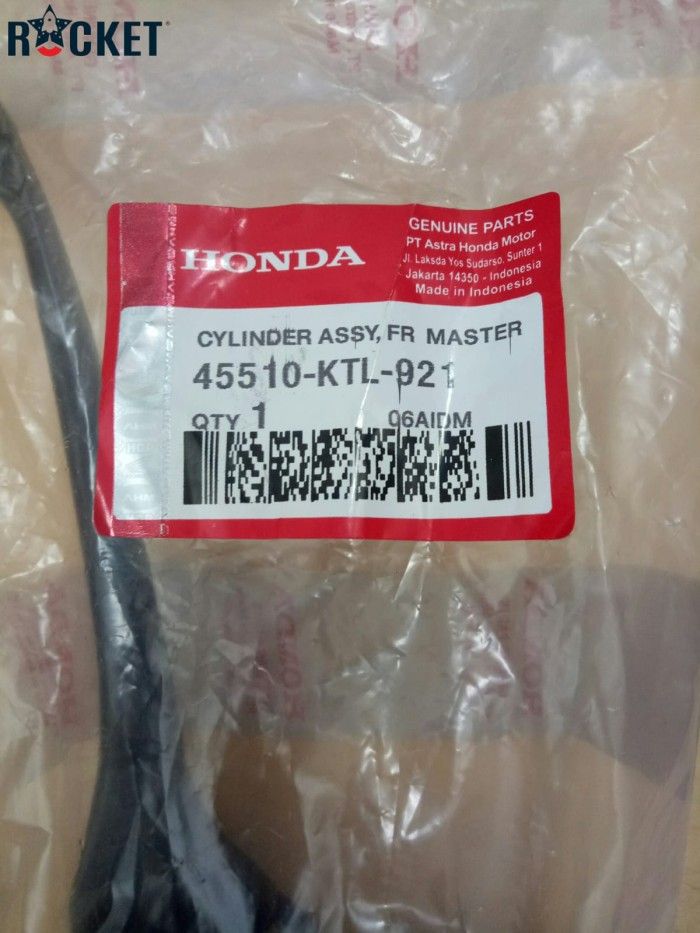 ROCKET
HONDA
GENUINE PARTS
PT Astra Honda Motor
Jl. Laksda Yos Sudarso. Sunter 1
Jakarta 14350 - Indonesia
Made in Indonesia
CYLINDER ASSY, FR MASTER
45510-KTL-921
QTY 1 06AIDM